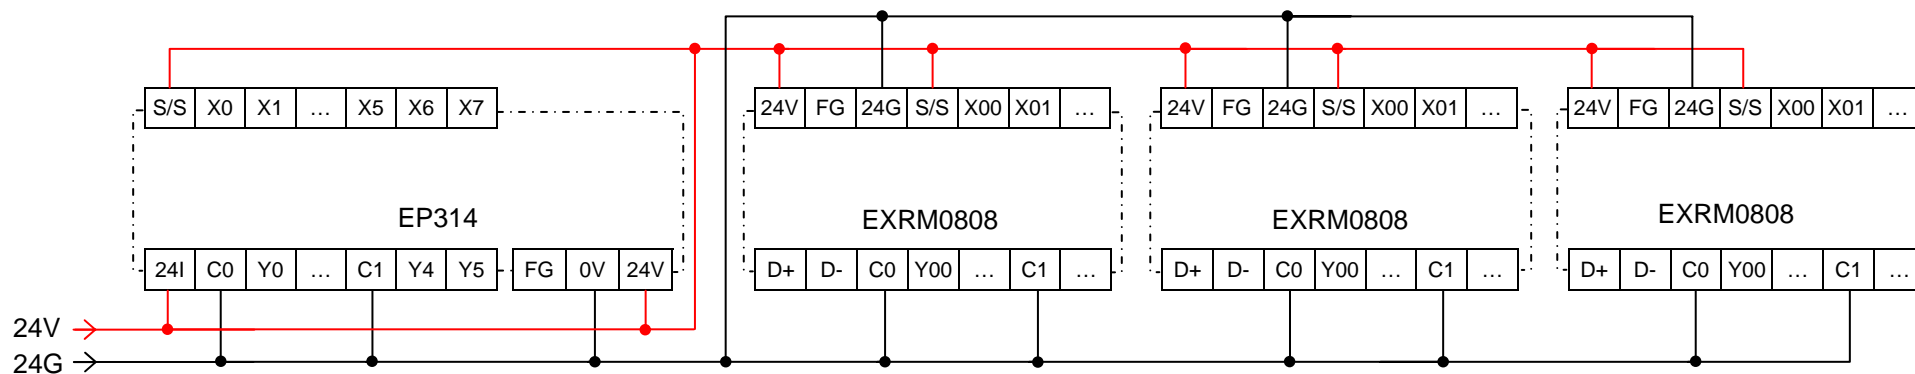 S/S X0 X1 … X5 X6 X7
24V FG 24G S/S X00 X01 …
24V FG 24G S/S X00 X01 …
24V FG 24G S/S X00 X01 …
EP314
EXRM0808
EXRM0808
EXRM0808
24I C0 Y0 … C1 Y4 Y5 FG 0V 24V
D+ D- C0 Y00 … C1 …
D+ D- C0 Y00 … C1 …
D+ D- C0 Y00 … C1 …
24V
24G